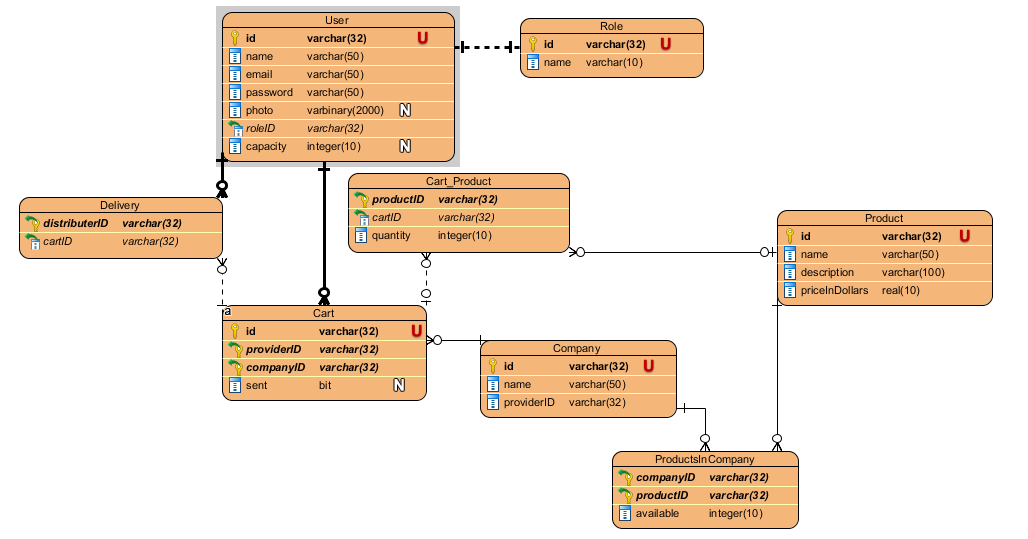 User
id varchar(32) U
name varchar(50)
email varchar(50)
password varchar(50)
photo varbinary(2000) N
roleID varchar(32)
capacity integer(10) N
Role
id varchar(32) U
name varchar(10)
Cart_Product
productID varchar(32)
cartID varchar(32)
quantity integer(10)
Delivery
distributerID varchar(32)
cartID varchar(32)
Product
id varchar(32) U
name varchar(50)
description varchar(100)
priceInDollars real(10)
a
Cart
id varchar(32) U
providerID varchar(32)
companyID varchar(32)
sent bit N
Company
id varchar(32) U
name varchar(50)
providerID varchar(32)
ProductsInCompany
companyID varchar(32)
productID varchar(32)
available integer(10)